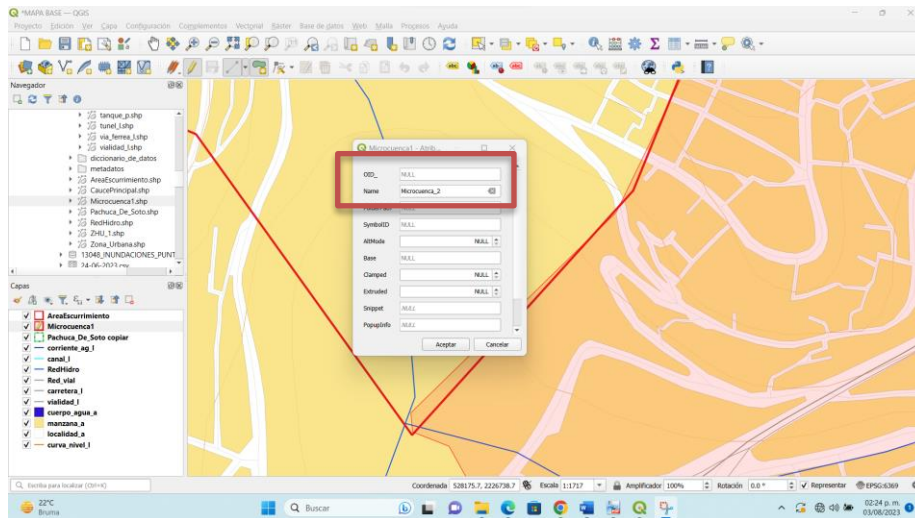 *MAPA BASE — QGIS
Proyecto Edición Ver Capa Configuración Complementos Vectorial Ráster Base de datos Web Malla Procesos Ayuda
Navegador
tanque_p.shp
tunel_l.shp
via_ferrea_l.shp
vialidad_l.shp
diccionario_de_datos
metadatos
AreaEscurrimiento.shp
CaucePrincipal.shp
Microcuenca1.shp
Pachuca_De_Soto.shp
RedHidro.shp
ZHU_1.shp
Zona_Urbana.shp
13048_INUNDACIONES_PUNT
24-06-2023.csv
Capas
AreaEscurrimiento
Microcuenca1
Pachuca_De_Soto copiar
corriente_ag_l
canal_l
RedHidro
Red_vial
carretera_l
vialidad_l
cuerpo_agua_a
manzana_a
localidad_a
curva_nivel_l
Microcuenca1 - Atrib...
OID_ NULL
Name Microcuenca_2
SymbolID NULL
AltMode NULL
Base NULL
Clamped NULL
Extruded NULL
Snippet NULL
PopupInfo NULL
Aceptar Cancelar
Escriba para localizar (Ctrl+K) Coordenada 528175.7, 2226738.7 Escala 1:1717 Amplificador 100% Rotación 0.0 ° Representar EPSG:6369
22°C
Bruma
Buscar
02:24 p. m.
03/08/2023